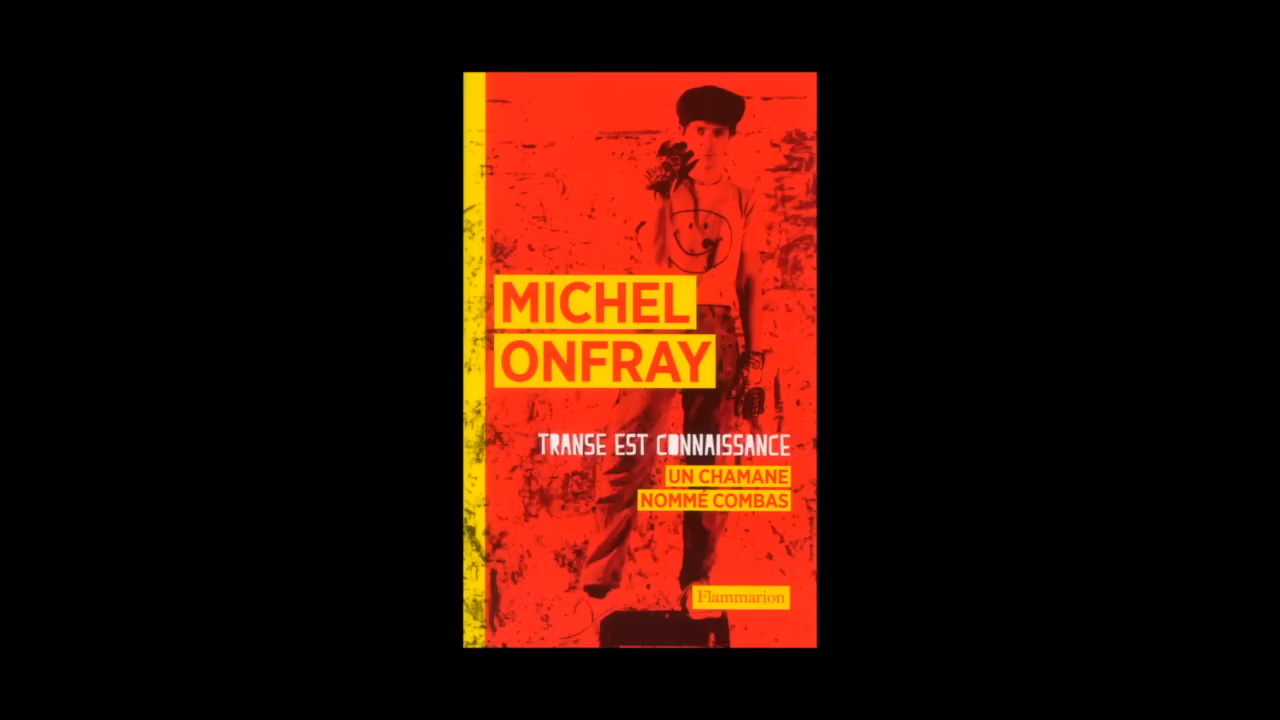 MICHEL
ONFRAY
TRANSE EST CONNAISSANCE
UN CHAMANE
NOMMÉ COMBAS
Flammarion